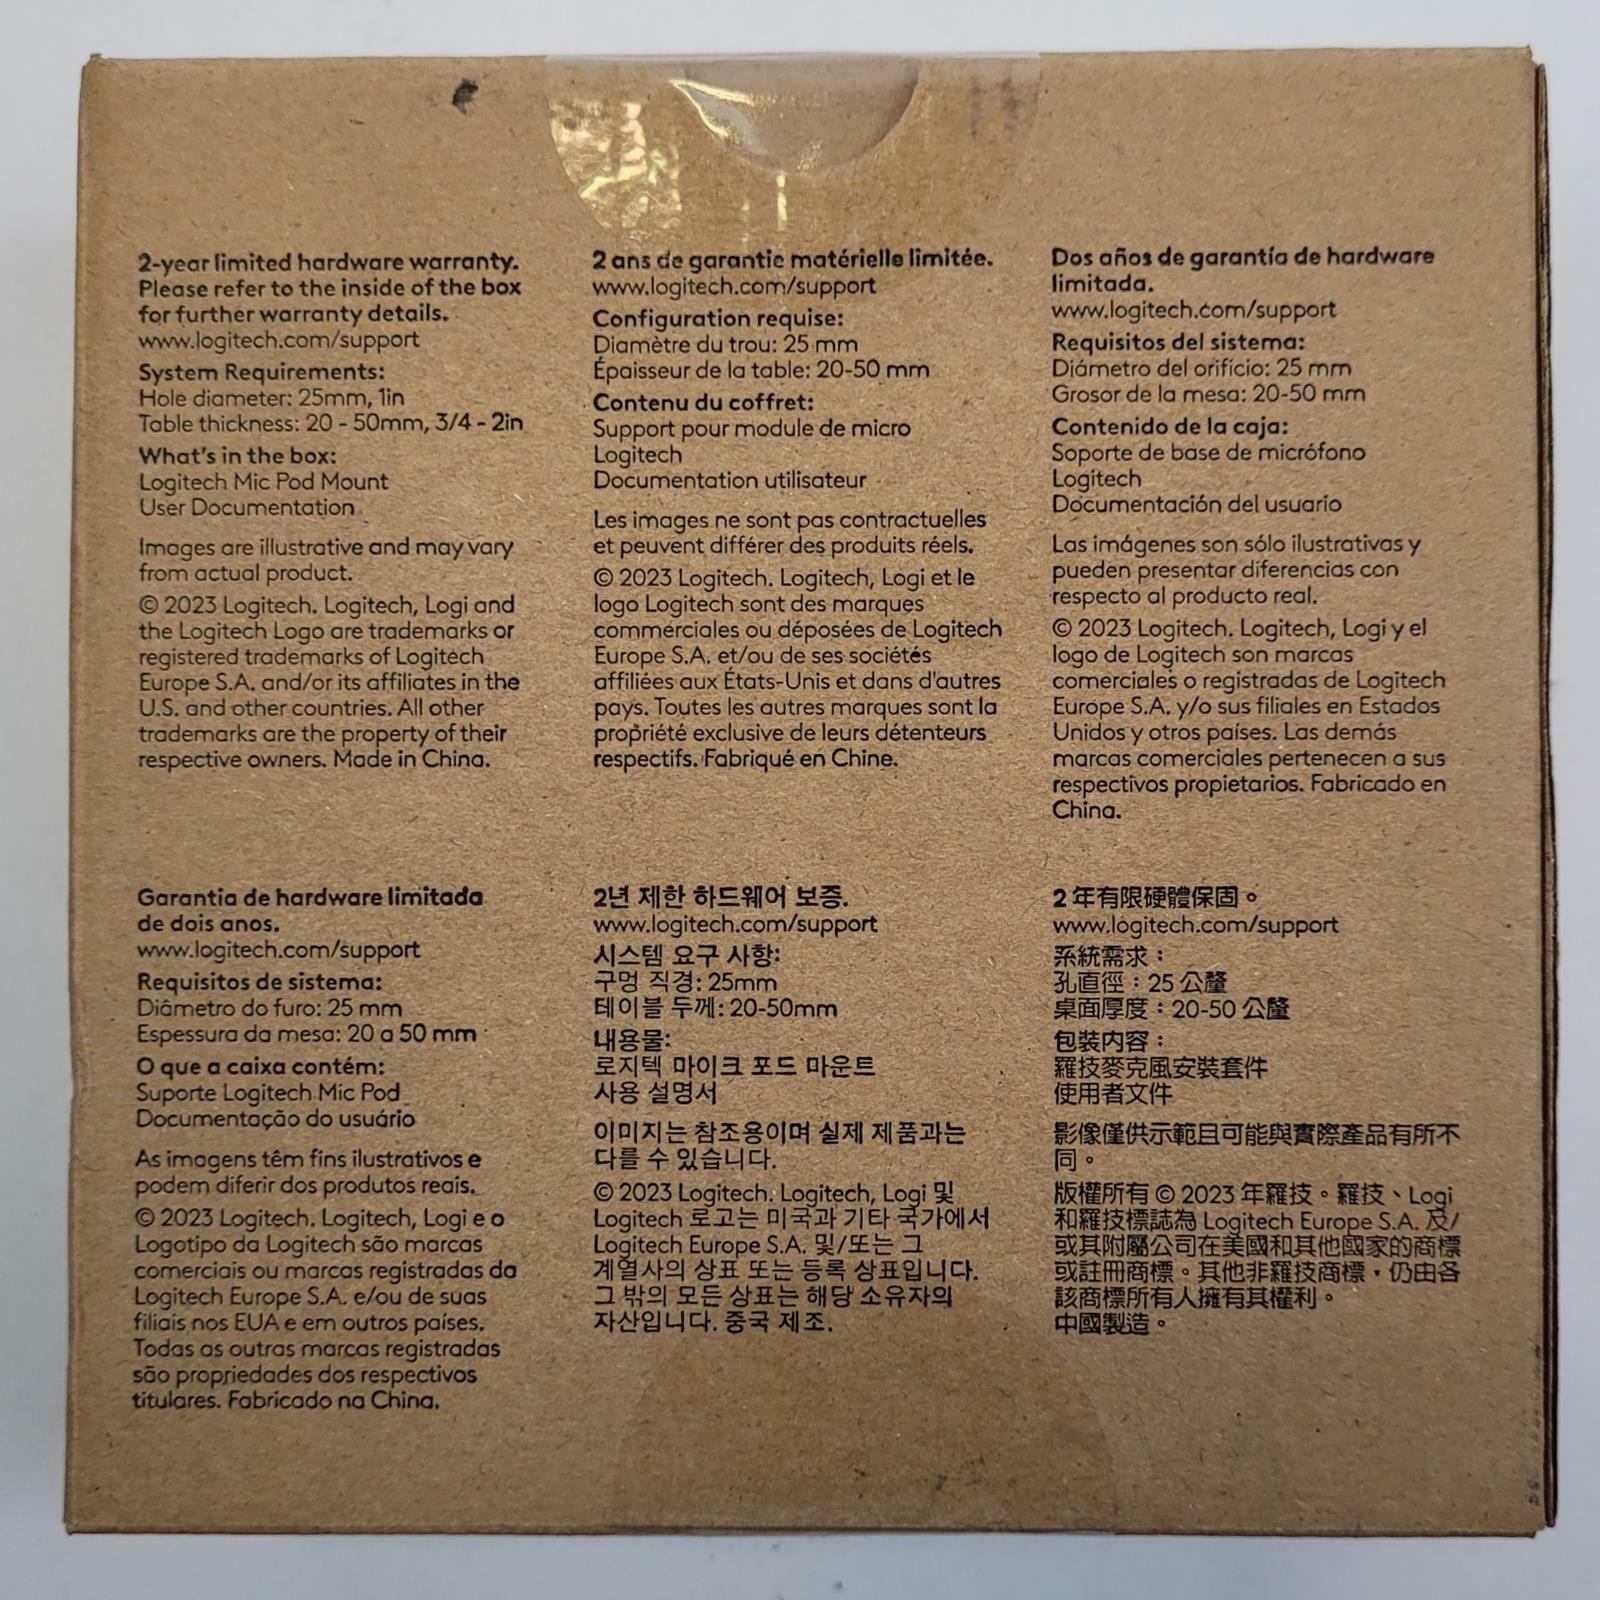 2-year limited hardware warranty.
Please refer to the inside of the box
for further warranty details.
www.logitech.com/support
System Requirements:
Hole diameter: 25mm, 1in
Table thickness: 20 - 50mm, 3/4 - 2in
What's in the box:
Logitech Mic Pod Mount
User Documentation
Images are illustrative and may vary
from actual product.
© 2023 Logitech. Logitech, Logi and
the Logitech Logo are trademarks or
registered trademarks of Logitech
Europe S.A. and/or its affiliates in the
U.S. and other countries. All other
trademarks are the property of their
respective owners. Made in China.
2 ans de garantie matérielle limitée.
www.logitech.com/support
Configuration requise:
Diamètre du trou: 25 mm
Épaisseur de la table: 20-50 mm
Contenu du coffret:
Support pour module de micro
Logitech
Documentation utilisateur
Les images ne sont pas contractuelles
et peuvent différer des produits réels.
© 2023 Logitech. Logitech, Logi et le
logo Logitech sont des marques
commerciales ou déposées de Logitech
Europe S.A. et/ou de ses sociétés
affiliées aux États-Unis et dans d'autres
pays. Toutes les autres marques sont la
propriété exclusive de leurs détenteurs
respectifs. Fabriqué en Chine.
Dos años de garantía de hardware
limitada.
www.logitech.com/support
Requisitos del sistema:
Diámetro del orificio: 25 mm
Grosor de la mesa: 20-50 mm
Contenido de la caja:
Soporte de base de micrófono
Logitech
Documentación del usuario
Las imágenes son sólo ilustrativas y
pueden presentar diferencias con
respecto al producto real.
© 2023 Logitech. Logitech, Logi y el
logo de Logitech son marcas
comerciales o registradas de Logitech
Europe S.A. y/o sus filiales en Estados
Unidos y otros países. Las demás
marcas comerciales pertenecen a sus
respectivos propietarios. Fabricado en
China.
Garantia de hardware limitada
de dois anos.
www.logitech.com/support
Requisitos de sistema:
Diâmetro do furo: 25 mm
Espessura da mesa: 20 a 50 mm
O que a caixa contém:
Suporte Logitech Mic Pod
Documentação do usuário
As imagens têm fins ilustrativos e
podem diferir dos produtos reais.
© 2023 Logitech. Logitech, Logi e o
Logotipo da Logitech são marcas
comerciais ou marcas registradas da
Logitech Europe S.A. e/ou de suas
filiais nos EUA e em outros países.
Todas as outras marcas registradas
são propriedades dos respectivos
titulares. Fabricado na China.
2년 제한 하드웨어 보증.
www.logitech.com/support
시스템 요구 사항:
구멍 직경: 25mm
테이블 두께: 20-50mm
내용물:
로지텍 마이크 포드 마운트
사용 설명서
이미지는 참조용이며 실제 제품과는
다를 수 있습니다.
© 2023 Logitech. Logitech, Logi 및
Logitech 로고는 미국과 기타 국가에서
Logitech Europe S.A. 및/또는 그
계열사의 상표 또는 등록 상표입니다.
그 밖의 모든 상표는 해당 소유자의
자산입니다. 중국 제조.
2 年有限硬體保固。
www.logitech.com/support
系統需求：
孔直徑：25 公釐
桌面厚度：20-50 公釐
包裝內容：
羅技麥克風安裝套件
使用者文件
影像僅供示範且可能與實際產品有所不
同。
版權所有 © 2023 年羅技。羅技、Logi
和羅技標誌為 Logitech Europe S.A. 及/
或其附屬公司在美國和其他國家的商標
或註冊商標。其他非羅技商標，仍由各
該商標所有人擁有其權利。
中國製造。